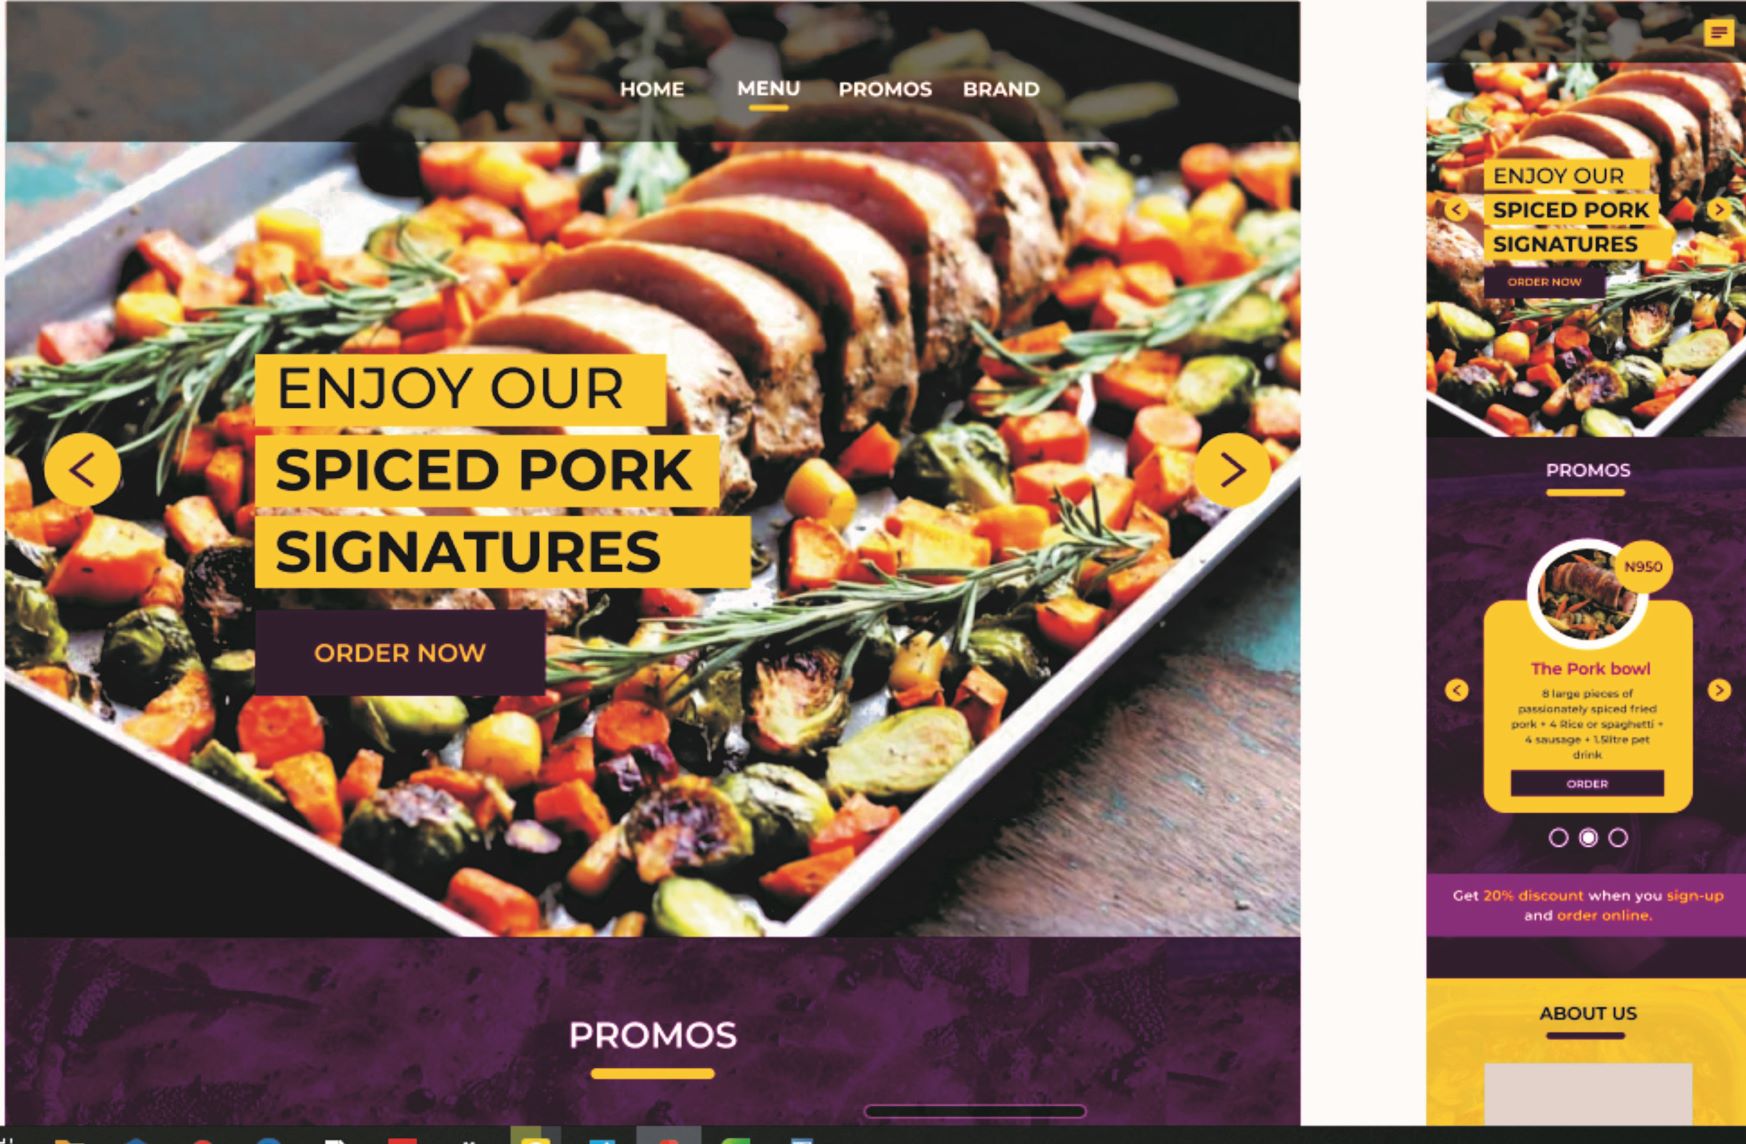 HOME MENU PROMOS BRAND
ENJOY OUR
SPICED PORK
SIGNATURES
ORDER NOW
PROMOS
ENJOY OUR
SPICED PORK
SIGNATURES
ORDER NOW
PROMOS
N950
The Pork bowl
8 large pieces of
passionately spiced fried
pork + 4 Rice or spaghetti +
4 sausage + 1.5litre pet
drink
ORDER
Get 20% discount when you sign-up
and order online.
ABOUT US